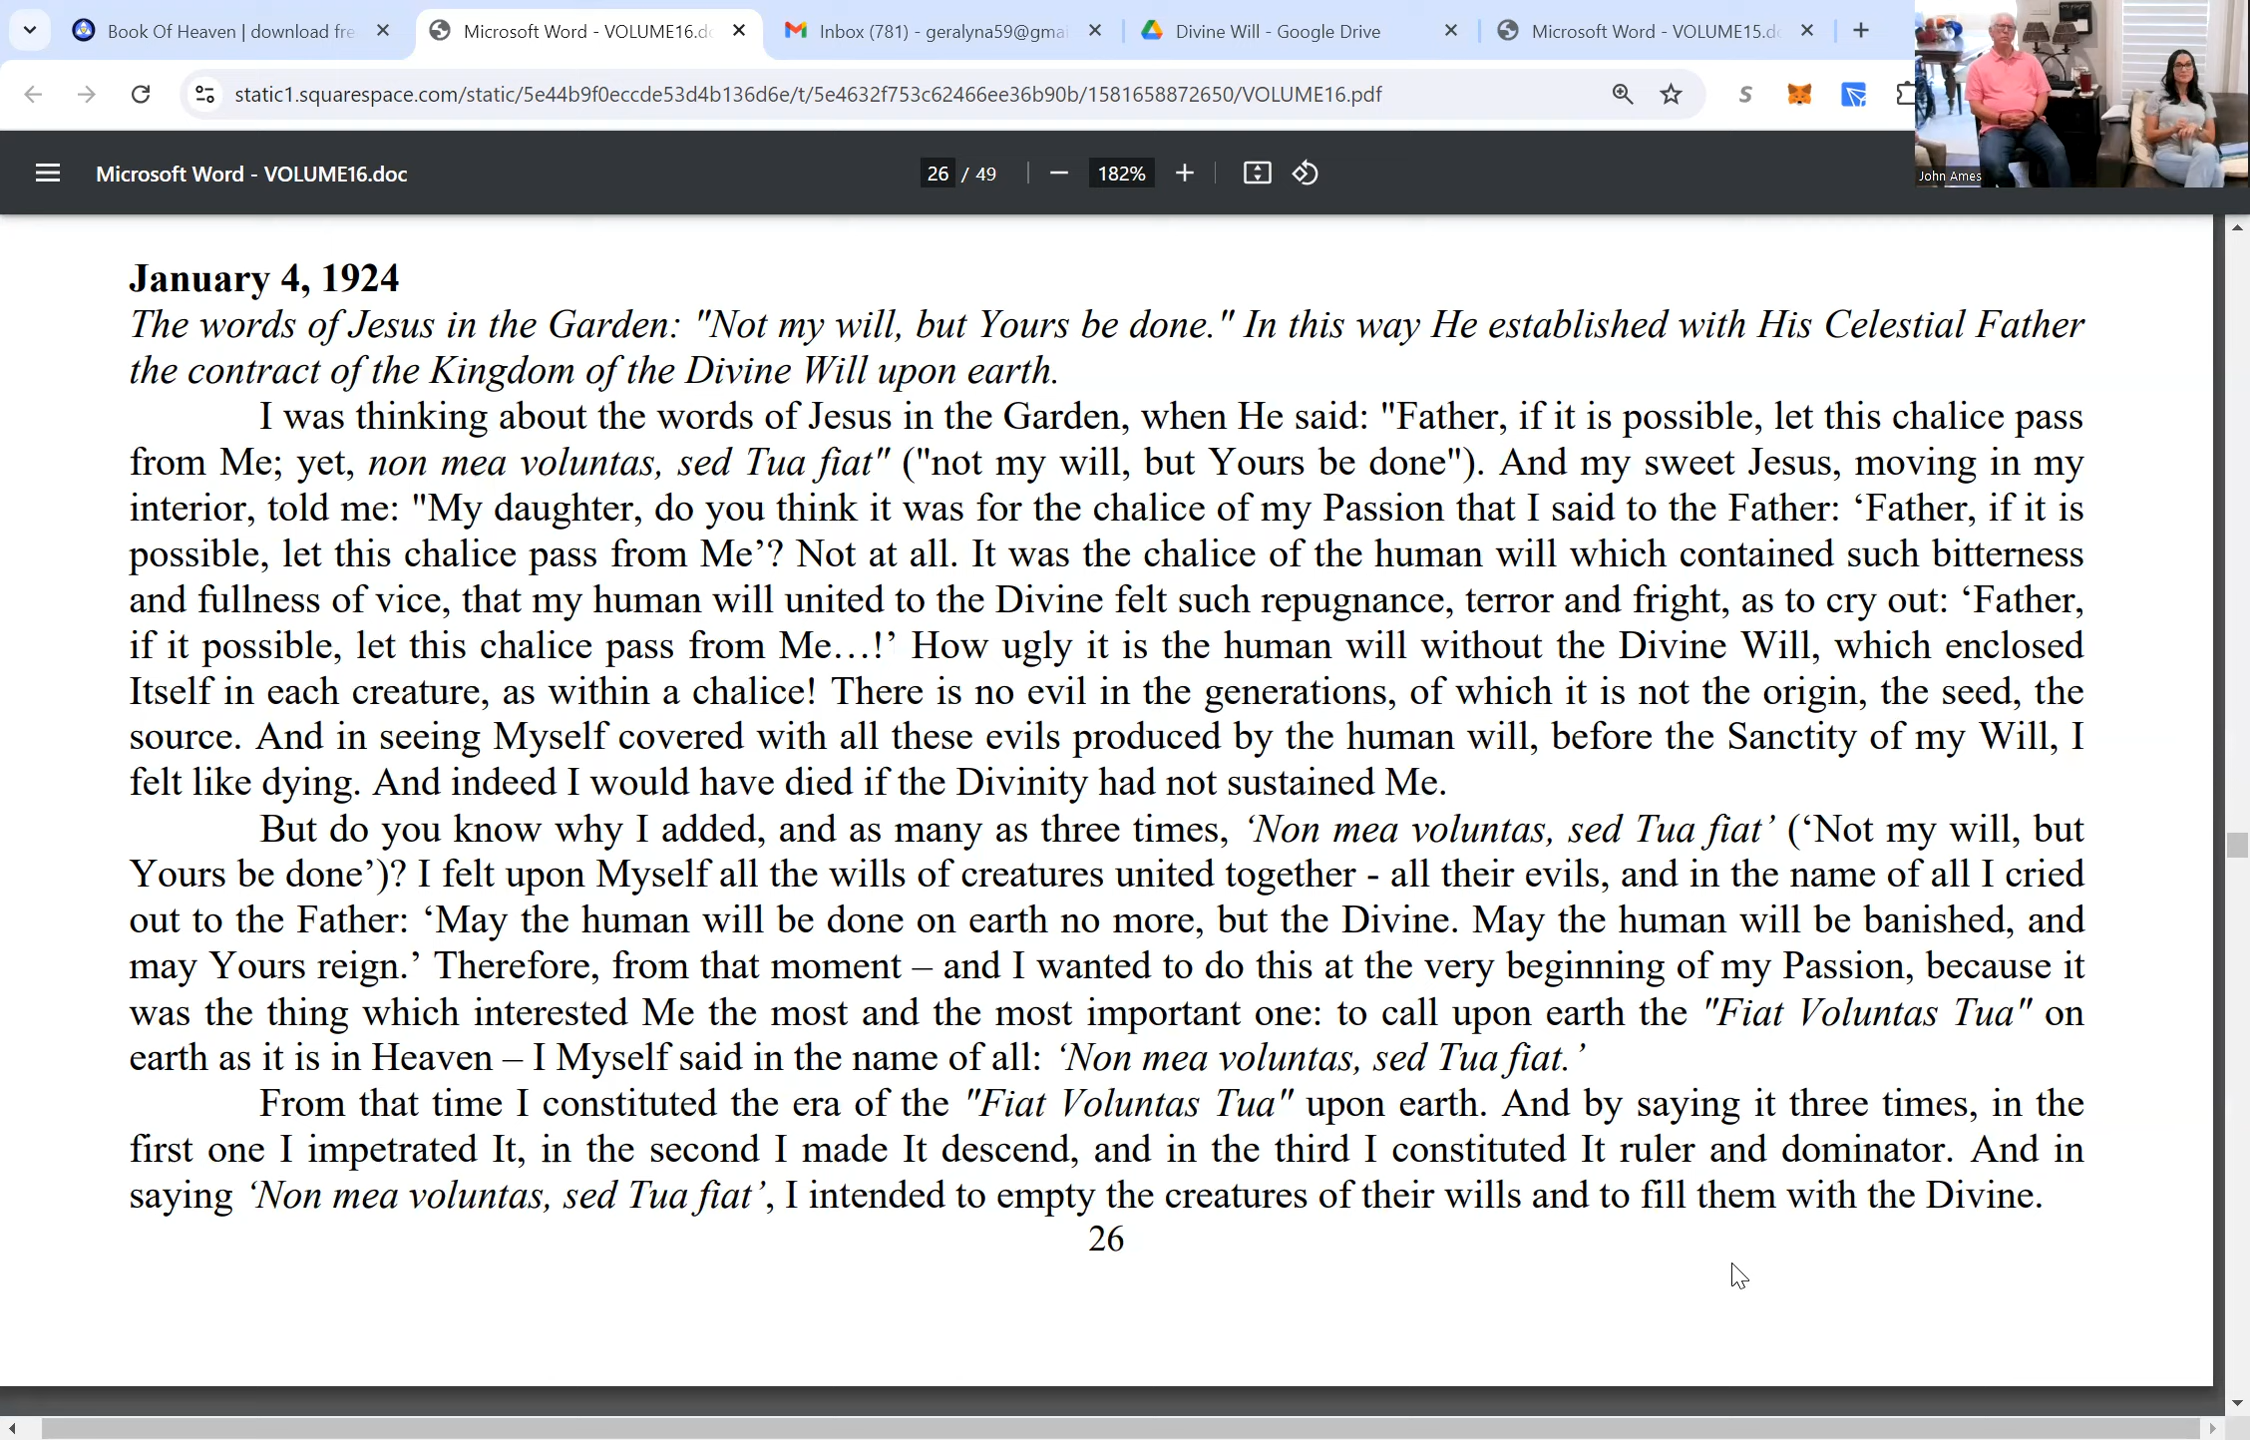 Book Of Heaven | download fre
Microsoft Word - VOLUME16.dc
Inbox (781) - geralyna59@gmai
Divine Will - Google Drive
Microsoft Word - VOLUME15.d
static1.squarespace.com/static/5e44b9f0eccde53d4b136d6e/t/5e4632f753c62466ee36b90b/1581658872650/VOLUME16.pdf
John Ames
Microsoft Word - VOLUME16.doc
26 / 49
182%
January 4, 1924
The words of Jesus in the Garden: "Not my will, but Yours be done." In this way He established with His Celestial Father
the contract of the Kingdom of the Divine Will upon earth.
I was thinking about the words of Jesus in the Garden, when He said: "Father, if it is possible, let this chalice pass
from Me; yet, non mea voluntas, sed Tua fiat" ("not my will, but Yours be done"). And my sweet Jesus, moving in my
interior, told me: "My daughter, do you think it was for the chalice of my Passion that I said to the Father: ‘Father, if it is
possible, let this chalice pass from Me’? Not at all. It was the chalice of the human will which contained such bitterness
and fullness of vice, that my human will united to the Divine felt such repugnance, terror and fright, as to cry out: ‘Father,
if it possible, let this chalice pass from Me…!’ How ugly it is the human will without the Divine Will, which enclosed
Itself in each creature, as within a chalice! There is no evil in the generations, of which it is not the origin, the seed, the
source. And in seeing Myself covered with all these evils produced by the human will, before the Sanctity of my Will, I
felt like dying. And indeed I would have died if the Divinity had not sustained Me.
But do you know why I added, and as many as three times, ‘Non mea voluntas, sed Tua fiat’ (‘Not my will, but
Yours be done’)? I felt upon Myself all the wills of creatures united together - all their evils, and in the name of all I cried
out to the Father: ‘May the human will be done on earth no more, but the Divine. May the human will be banished, and
may Yours reign.’ Therefore, from that moment – and I wanted to do this at the very beginning of my Passion, because it
was the thing which interested Me the most and the most important one: to call upon earth the "Fiat Voluntas Tua" on
earth as it is in Heaven – I Myself said in the name of all: ‘Non mea voluntas, sed Tua fiat.’
From that time I constituted the era of the "Fiat Voluntas Tua" upon earth. And by saying it three times, in the
first one I impetrated It, in the second I made It descend, and in the third I constituted It ruler and dominator. And in
saying ‘Non mea voluntas, sed Tua fiat’, I intended to empty the creatures of their wills and to fill them with the Divine.
26